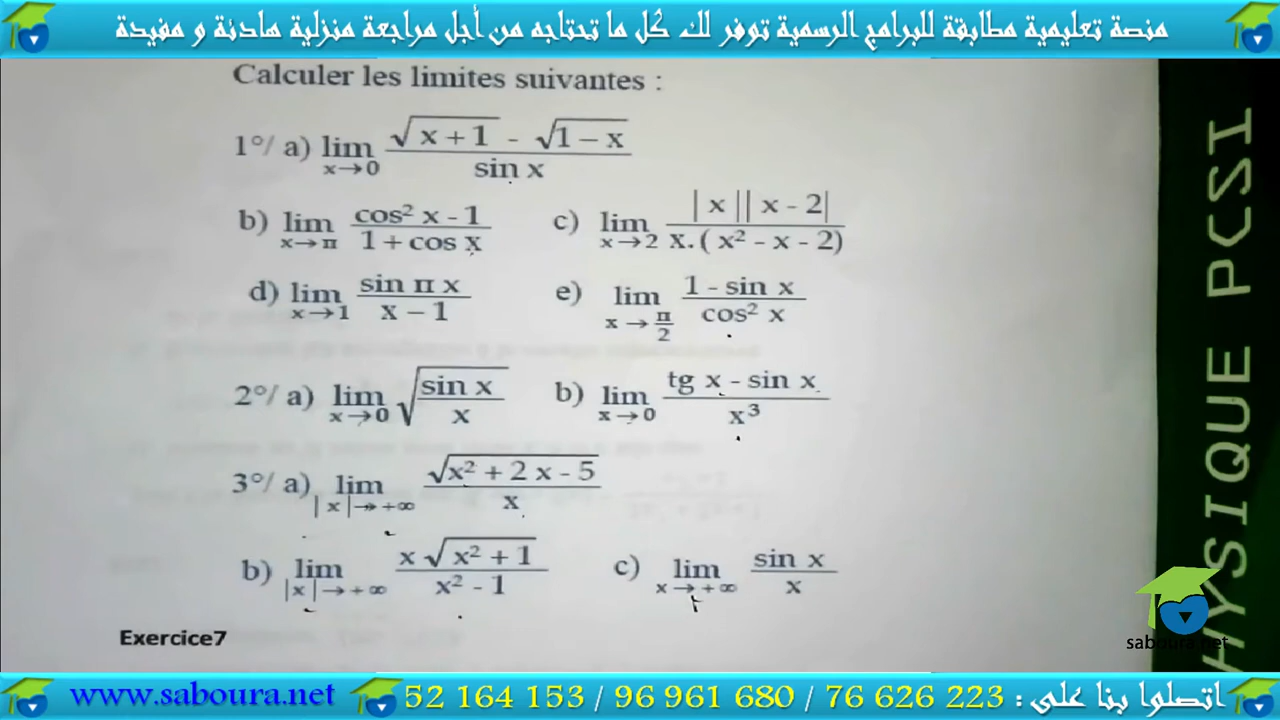 منصة تعليمية مطابقة للبرامج الرسمية توفر لك كل ما تحتاجه من أجل مراجعة منزلية هادئة و مفيدة
Calculer les limites suivantes :
1°/ a) lim x→0 (√(x + 1) - √(1 – x)) / sin x
b) lim x→π (cos² x - 1) / (1 + cos x) c) lim x→2 | x || x - 2| / x.( x² - x - 2)
d) lim x→1 sin π x / (x – 1) e) lim x→π/2 (1 - sin x) / cos² x
2°/ a) lim x→0 √(sin x / x) b) lim x→0 (tg x - sin x) / x³
3°/ a) lim | x |→+∞ √(x² + 2 x - 5) / x
b) lim |x |→+∞ x √(x² + 1) / (x² - 1) c) lim x→+∞ sin x / x
Exercice7
PHYSIQUE PCSI
saboura.net
www.saboura.net 52 164 153 / 96 961 680 / 76 626 223 : اتصلوا بنا على